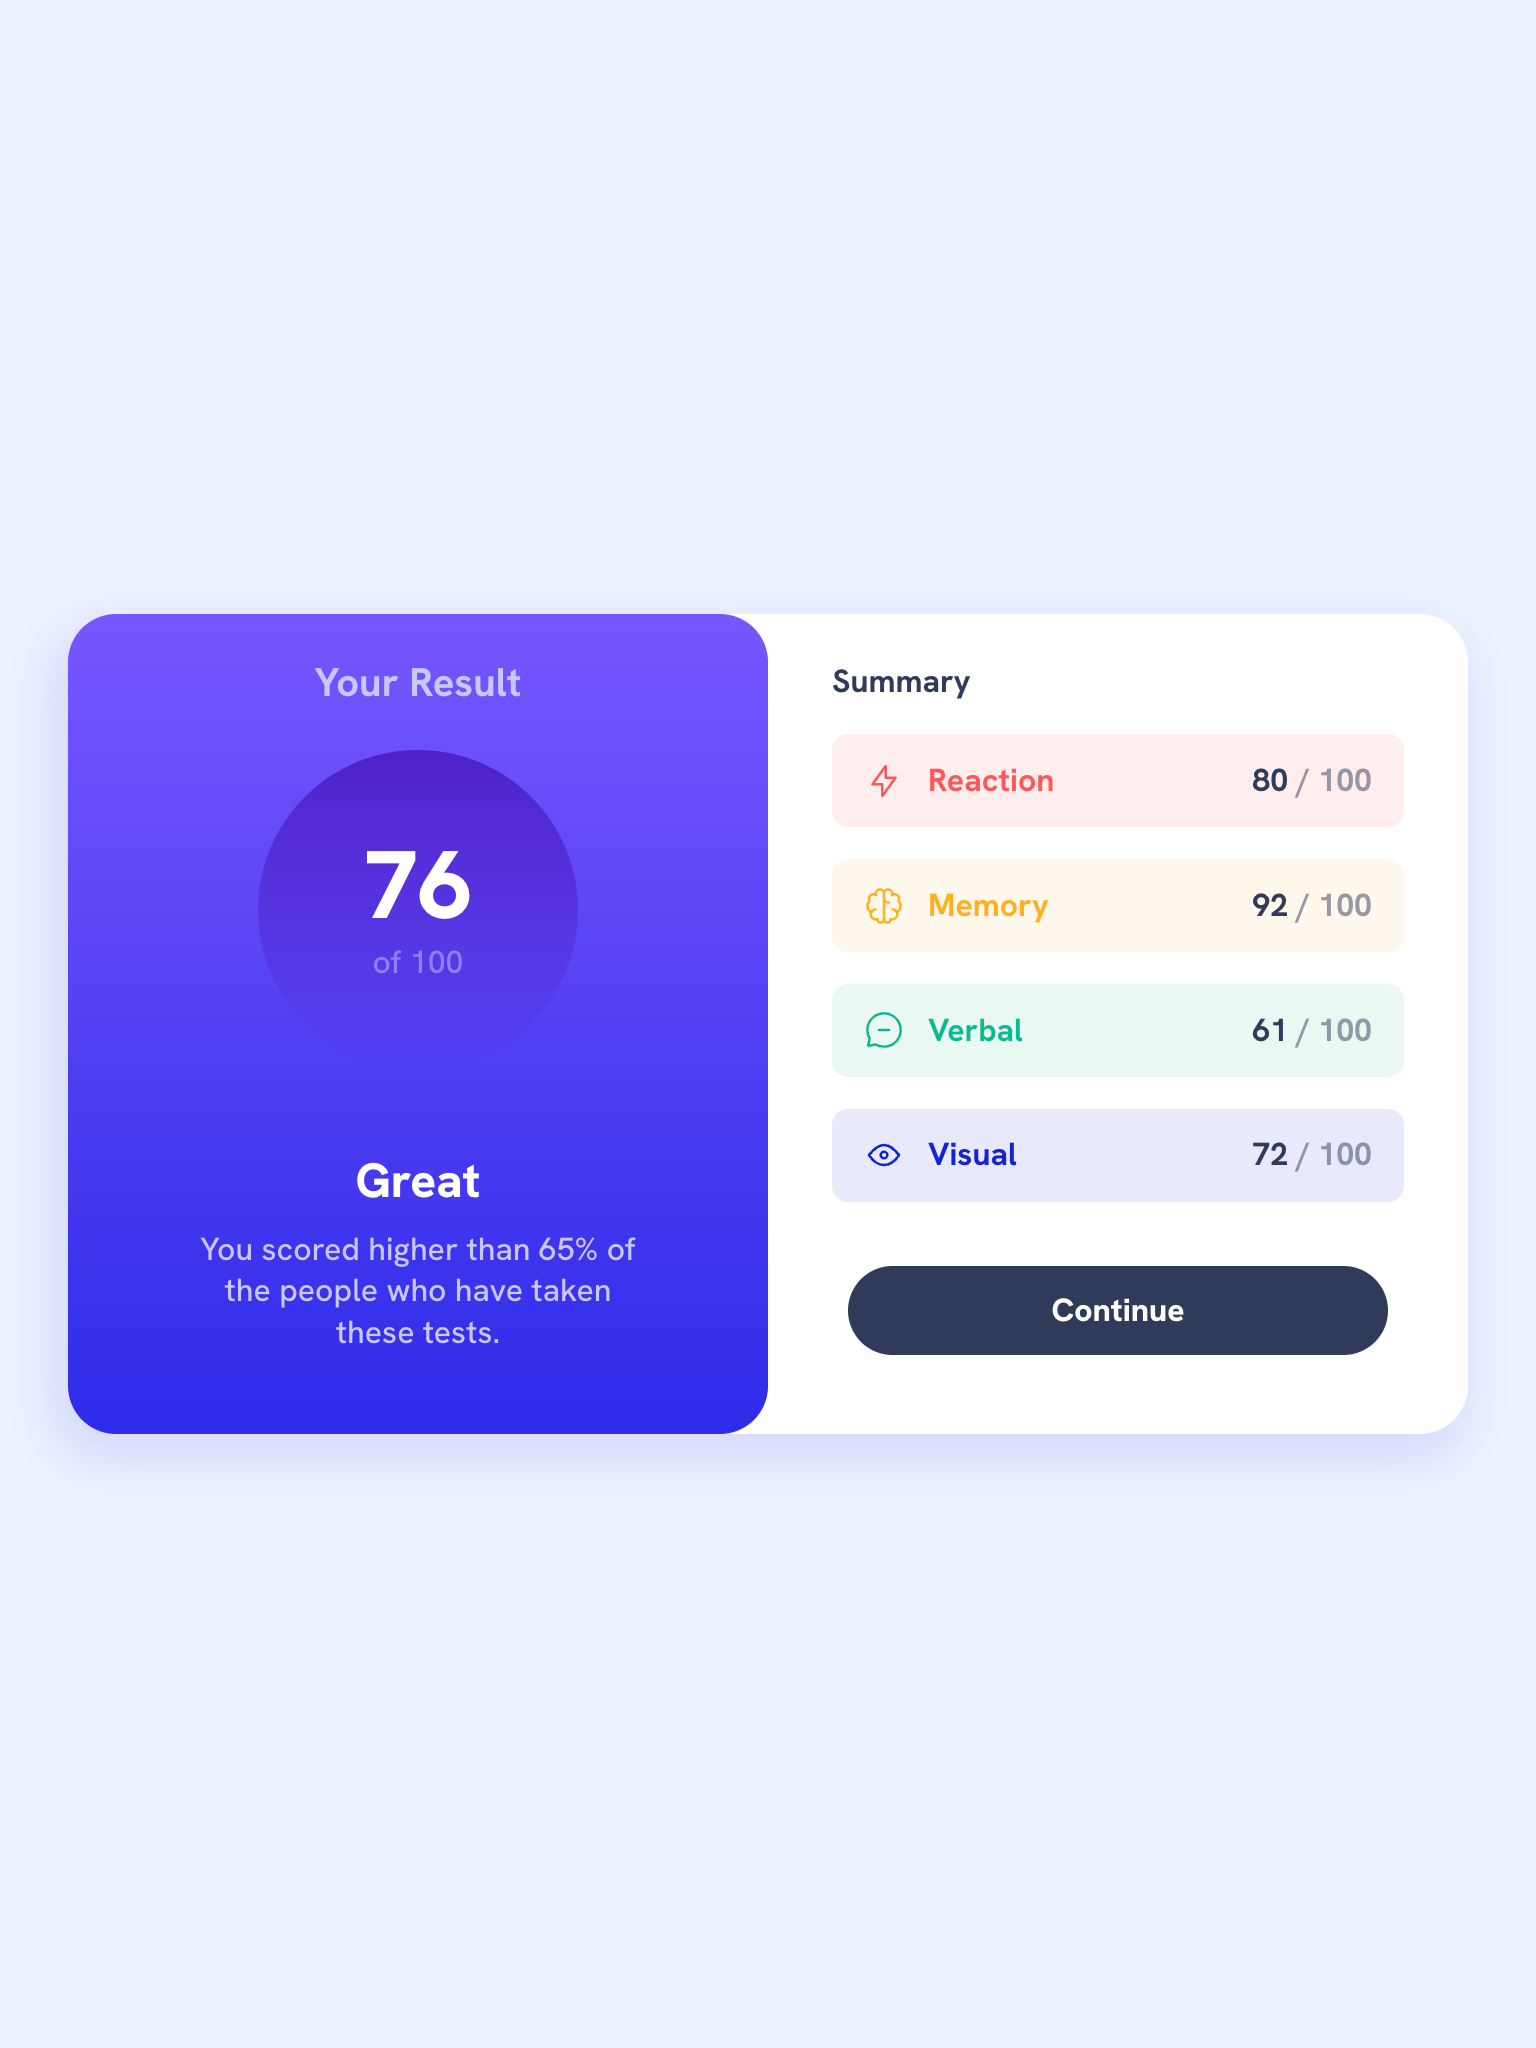 Your Result
76
of 100
Great
You scored higher than 65% of
the people who have taken
these tests.
Summary
Reaction 80 / 100
Memory 92 / 100
Verbal 61 / 100
Visual 72 / 100
Continue